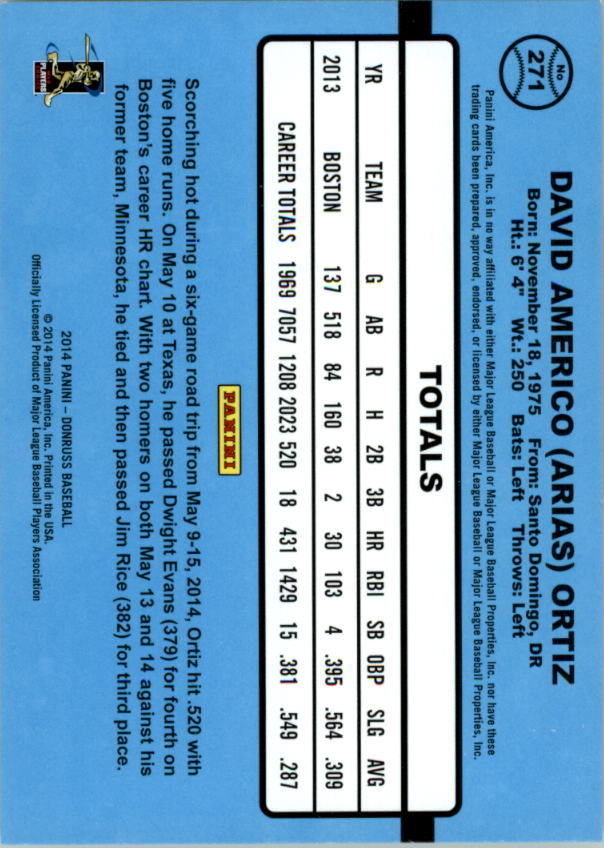 No
271
DAVID AMERICO (ARIAS) ORTIZ
Born: November 18, 1975 From: Santo Domingo, DR
Ht.: 6' 4" Wt.: 250 Bats: Left Throws: Left
Panini America, Inc. is in no way affiliated with either Major League Baseball or Major League Baseball Properties, Inc. nor have these
trading cards been prepared, approved, endorsed, or licensed by either Major League Baseball or Major League Baseball Properties, Inc.
TOTALS
YR TEAM G AB R H 2B 3B HR RBI SB OBP SLG AVG
2013 BOSTON 137 518 84 160 38 2 30 103 4 .395 .564 .309
CAREER TOTALS 1969 7057 1208 2023 520 18 431 1429 15 .381 .549 .287
PANINI
Scorching hot during a six-game road trip from May 9-15, 2014, Ortiz hit .520 with
five home runs. On May 10 at Texas, he passed Dwight Evans (379) for fourth on
Boston's career HR chart. With two homers on both May 13 and 14 against his
former team, Minnesota, he tied and then passed Jim Rice (382) for third place.
PLAYERS
2014 PANINI – DONRUSS BASEBALL
© 2014 Panini America, Inc. Printed in the USA.
Officially Licensed Product of Major League Baseball Players Association